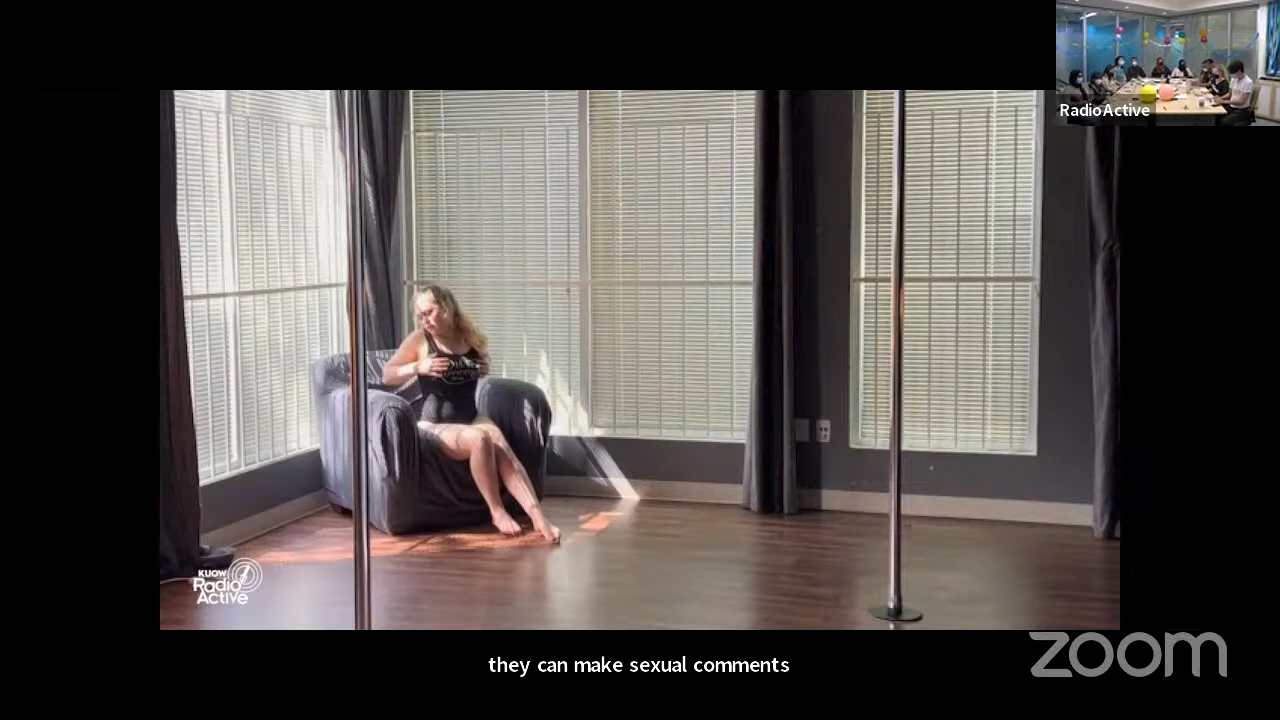 RadioActive
KUOW
Radio
Active
they can make sexual comments
zoom